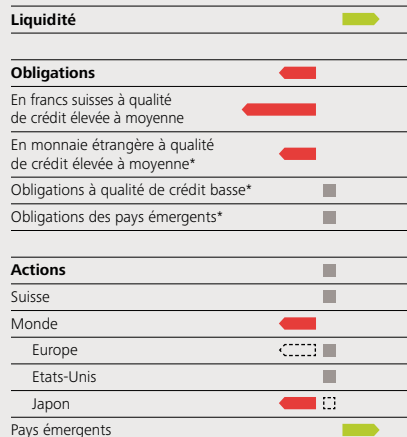 Liquidité
Obligations
En francs suisses à qualité
de crédit élevée à moyenne
En monnaie étrangère à qualité
de crédit élevée à moyenne*
Obligations à qualité de crédit basse*
Obligations des pays émergents*
Actions
Suisse
Monde
Europe
Etats-Unis
Japon
Pays émergents